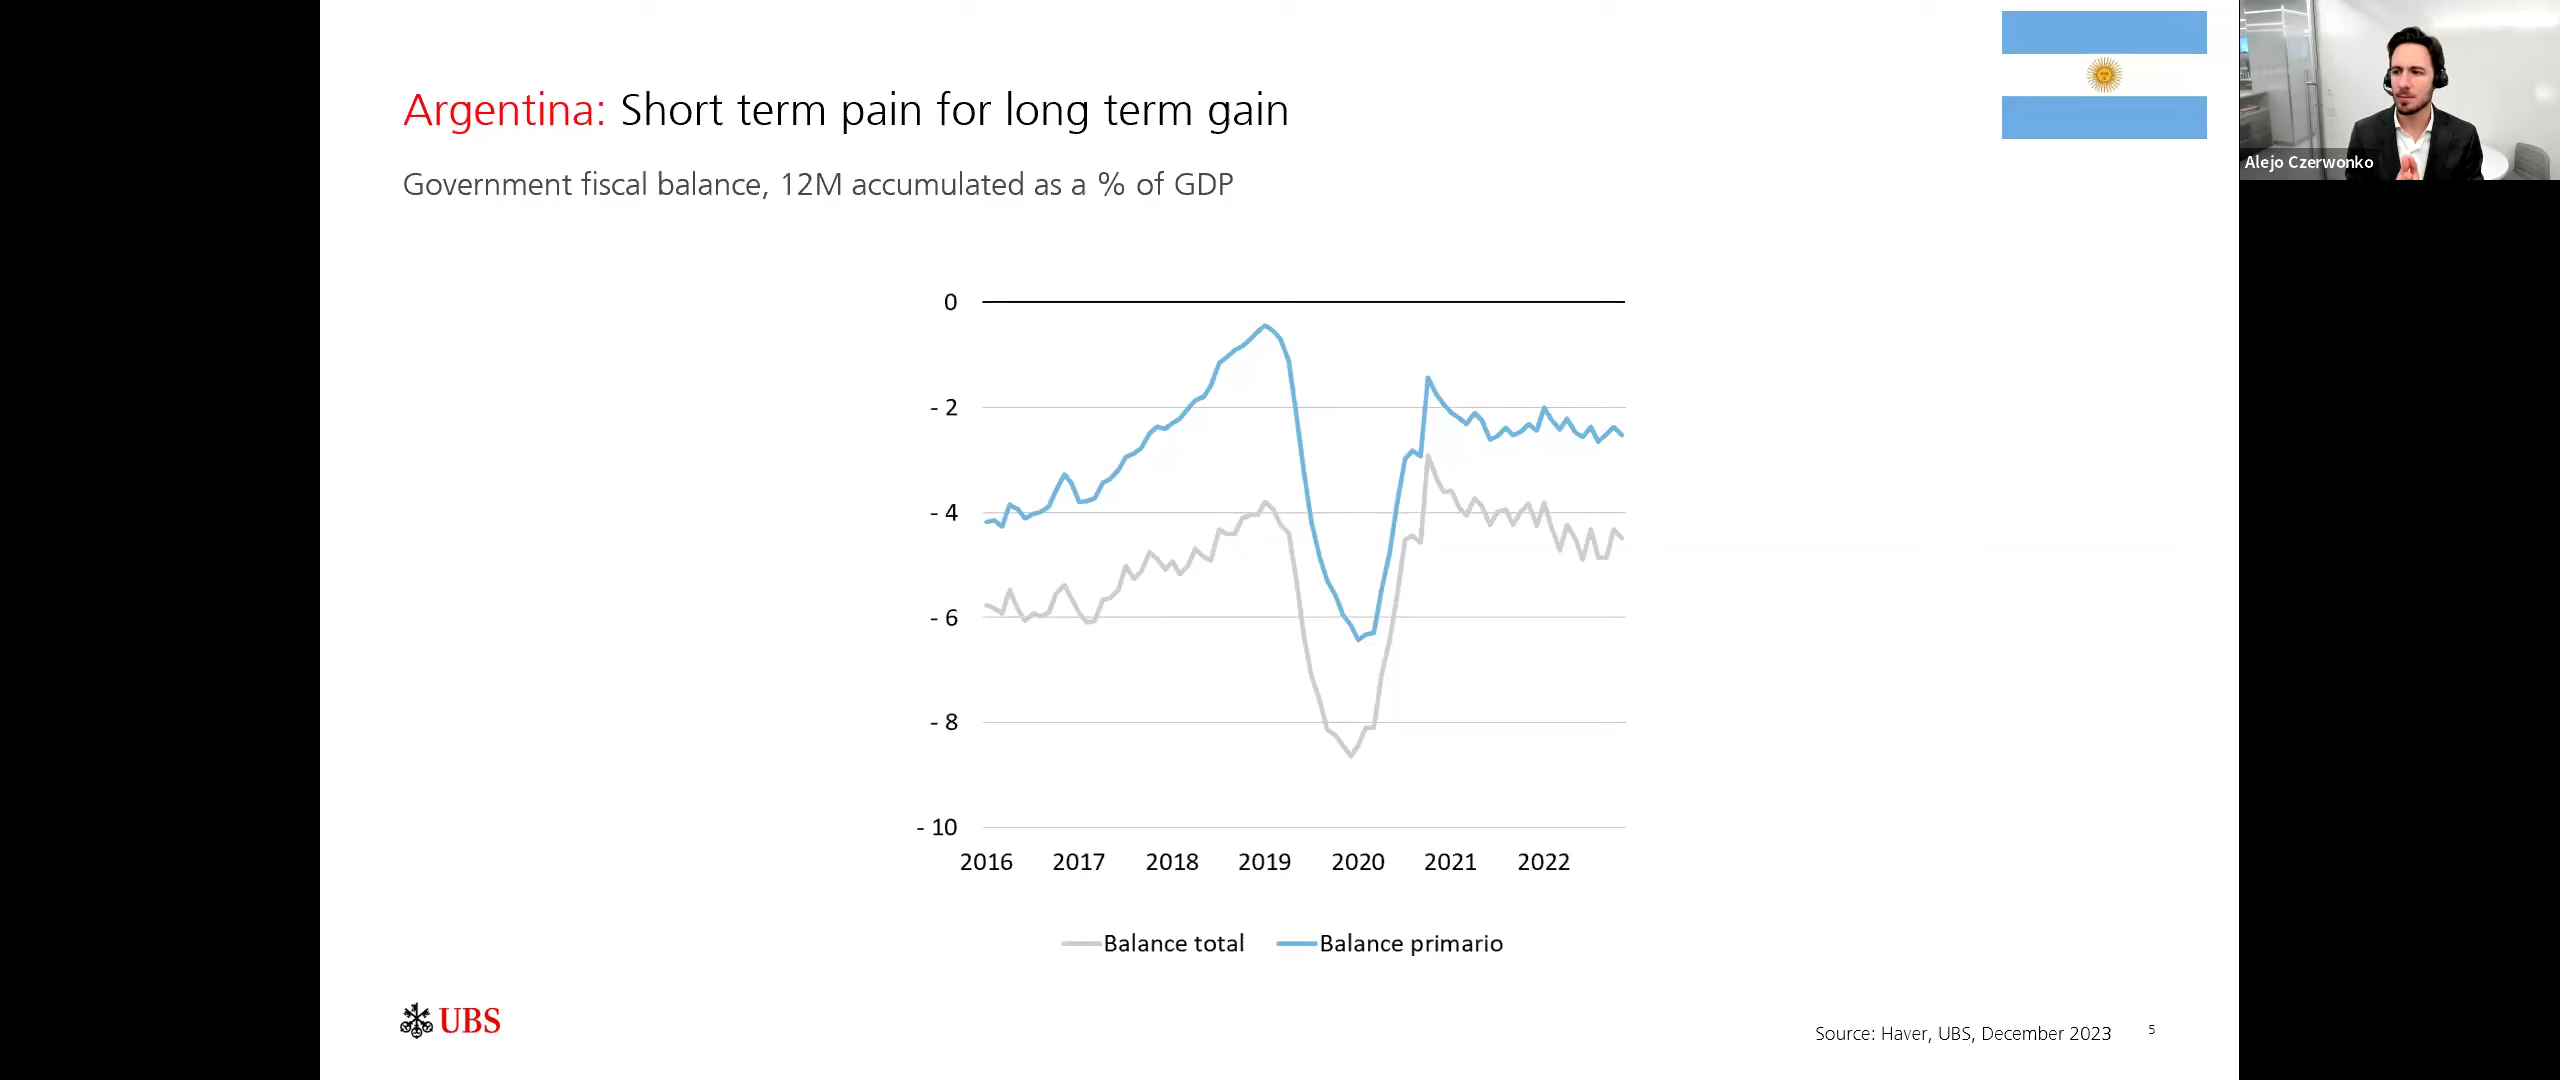 Argentina: Short term pain for long term gain
Government fiscal balance, 12M accumulated as a % of GDP
Alejo Czerwonko
0
- 2
- 4
- 6
- 8
- 10
2016 2017 2018 2019 2020 2021 2022
Balance total Balance primario
UBS
Source: Haver, UBS, December 2023 5